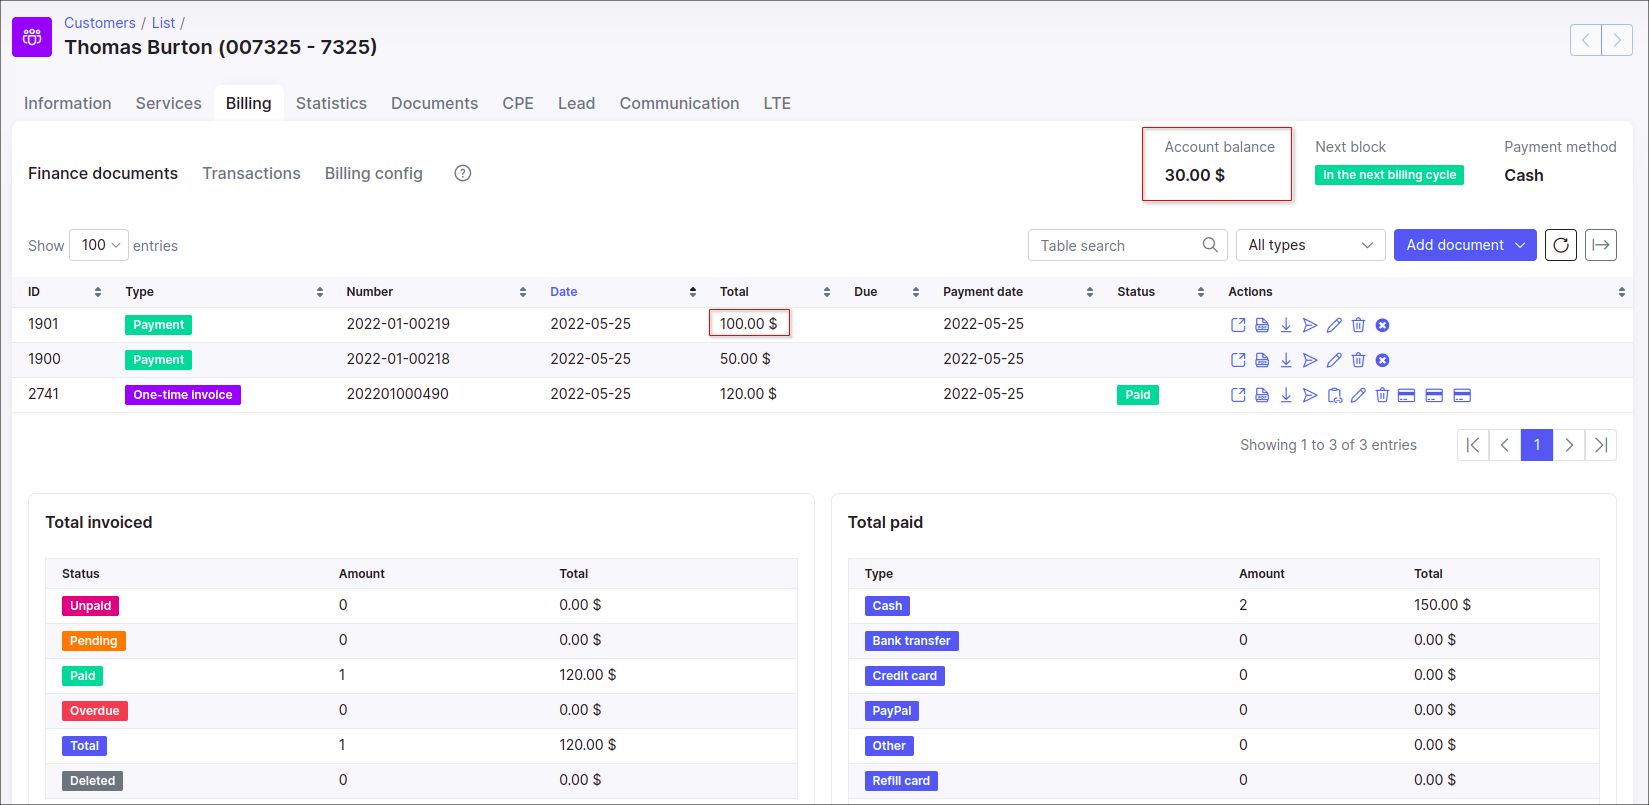 Customers / List /
Thomas Burton (007325 - 7325)
Information Services Billing Statistics Documents CPE Lead Communication LTE
Finance documents Transactions Billing config ?
Account balance Next block Payment method
30.00 $ In the next billing cycle Cash
Show 100 entries Table search All types Add document
ID Type Number Date Total Due Payment date Status Actions
1901 Payment 2022-01-00219 2022-05-25 100.00 $ 2022-05-25
1900 Payment 2022-01-00218 2022-05-25 50.00 $ 2022-05-25
2741 One-time invoice 202201000490 2022-05-25 120.00 $ 2022-05-25 Paid
Showing 1 to 3 of 3 entries 1
Total invoiced
Status Amount Total
Unpaid 0 0.00 $
Pending 0 0.00 $
Paid 1 120.00 $
Overdue 0 0.00 $
Total 1 120.00 $
Deleted 0 0.00 $
Total paid
Type Amount Total
Cash 2 150.00 $
Bank transfer 0 0.00 $
Credit card 0 0.00 $
PayPal 0 0.00 $
Other 0 0.00 $
Refill card 0 0.00 $